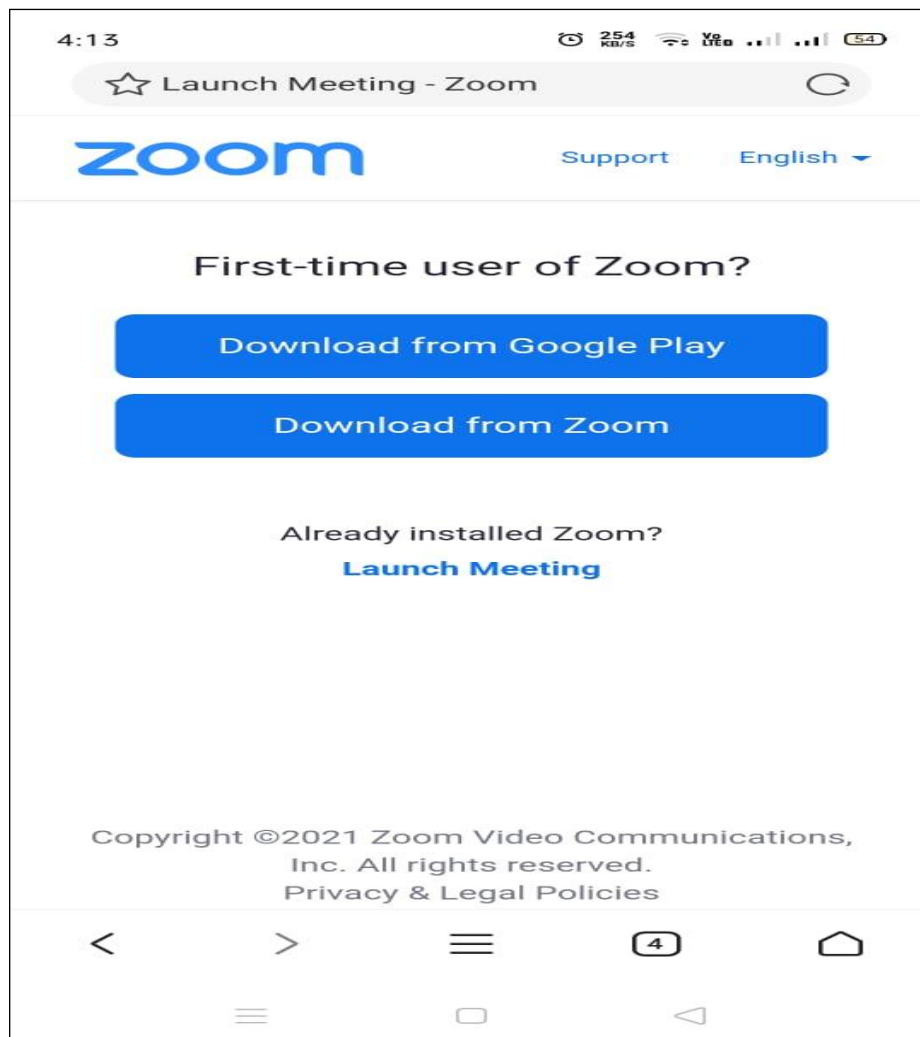 4:13 254 KB/S Vo LTE 54
Launch Meeting - Zoom
zoom Support English
First-time user of Zoom?
Download from Google Play
Download from Zoom
Already installed Zoom?
Launch Meeting
Copyright ©2021 Zoom Video Communications,
Inc. All rights reserved.
Privacy & Legal Policies
4